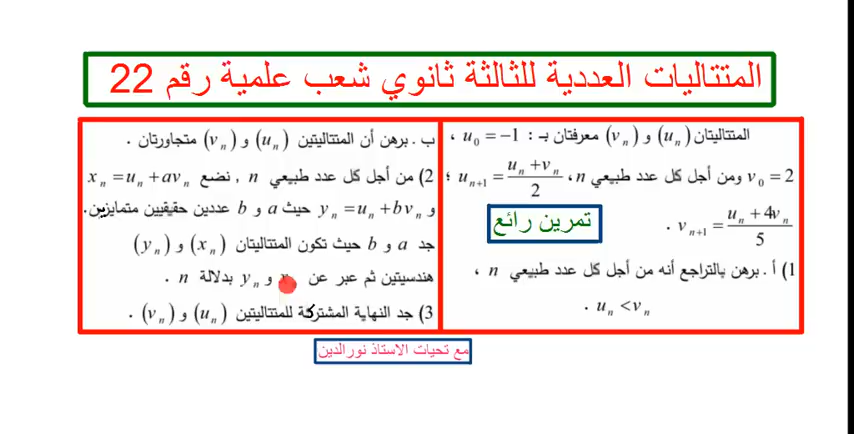 المتتاليات العددية للثالثة ثانوي شعب علمية رقم 22
المتتاليتان (u_n) و (v_n) معرفتان بـ : u_0 = -1 ،
v_0 = 2 ومن أجل كل عدد طبيعي n ، u_{n+1} = \frac{u_n + v_n}{2} ؛
v_{n+1} = \frac{u_n + 4v_n}{5} .
تمرين رائع
1) أ . برهن بالتراجع أنه من أجل كل عدد طبيعي n ،
u_n < v_n .
ب . برهن أن المتتاليتين (u_n) و (v_n) متجاورتان .
2) من أجل كل عدد طبيعي n , نضع x_n = u_n + av_n
و y_n = u_n + bv_n حيث a و b عددين حقيقيين متمايزين.
جد a و b حيث تكون المتتاليتان (x_n) و (y_n)
هندسيتين ثم عبر عن و y_n بدلالة n .
3) جد النهاية المشتركة للمتتاليتين (u_n) و (v_n) .
مع تحيات الاستاذ نورالدين